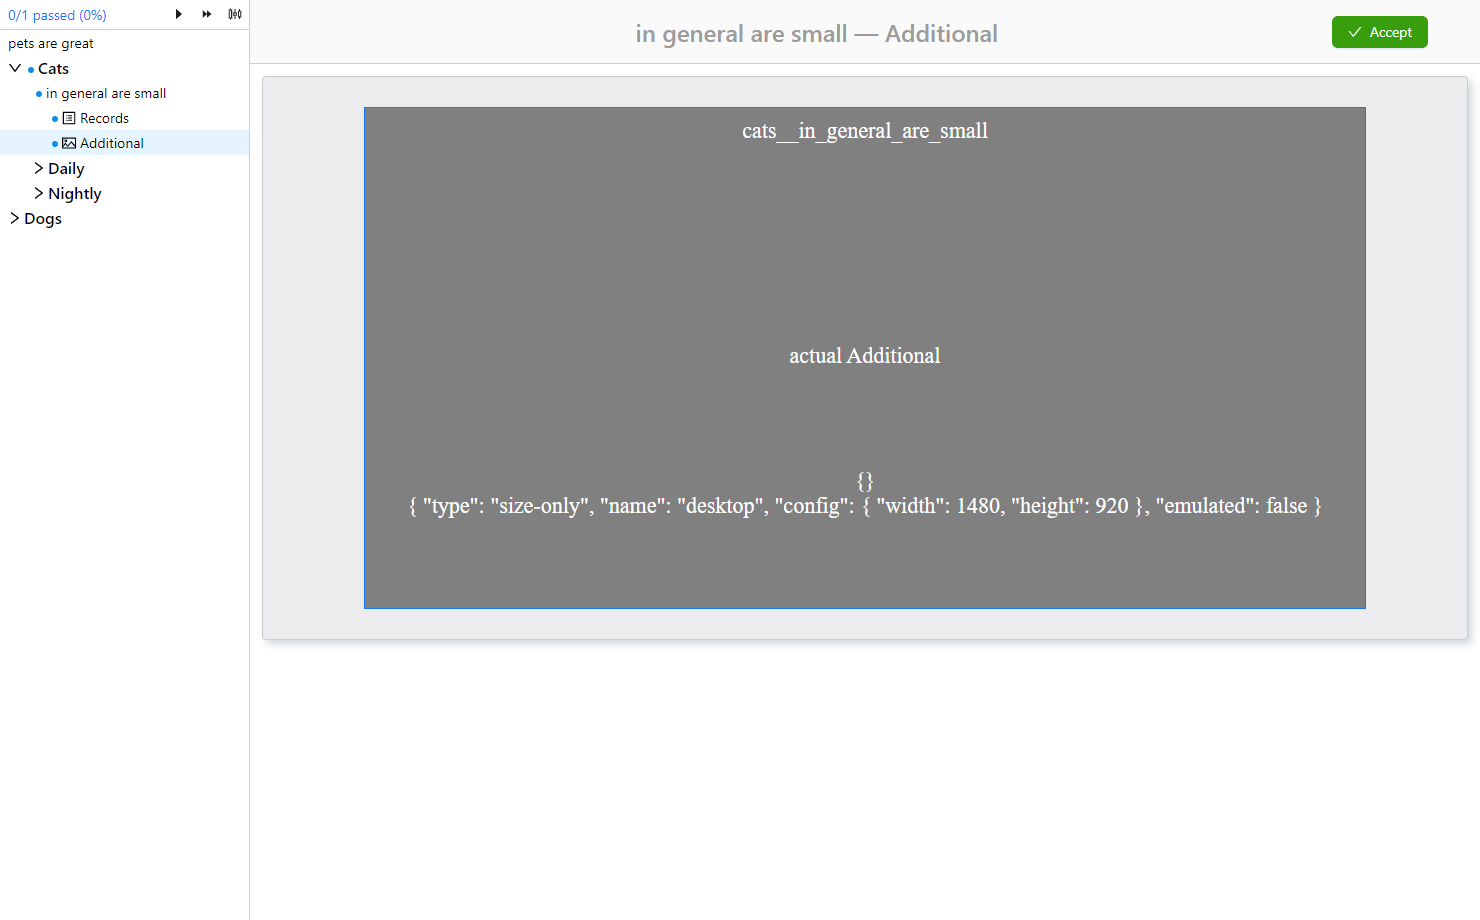 0/1 passed (0%)
pets are great
Cats
in general are small
Records
Additional
Daily
Nightly
Dogs
in general are small — Additional
Accept
cats__in_general_are_small
actual Additional
{}
{ "type": "size-only", "name": "desktop", "config": { "width": 1480, "height": 920 }, "emulated": false }